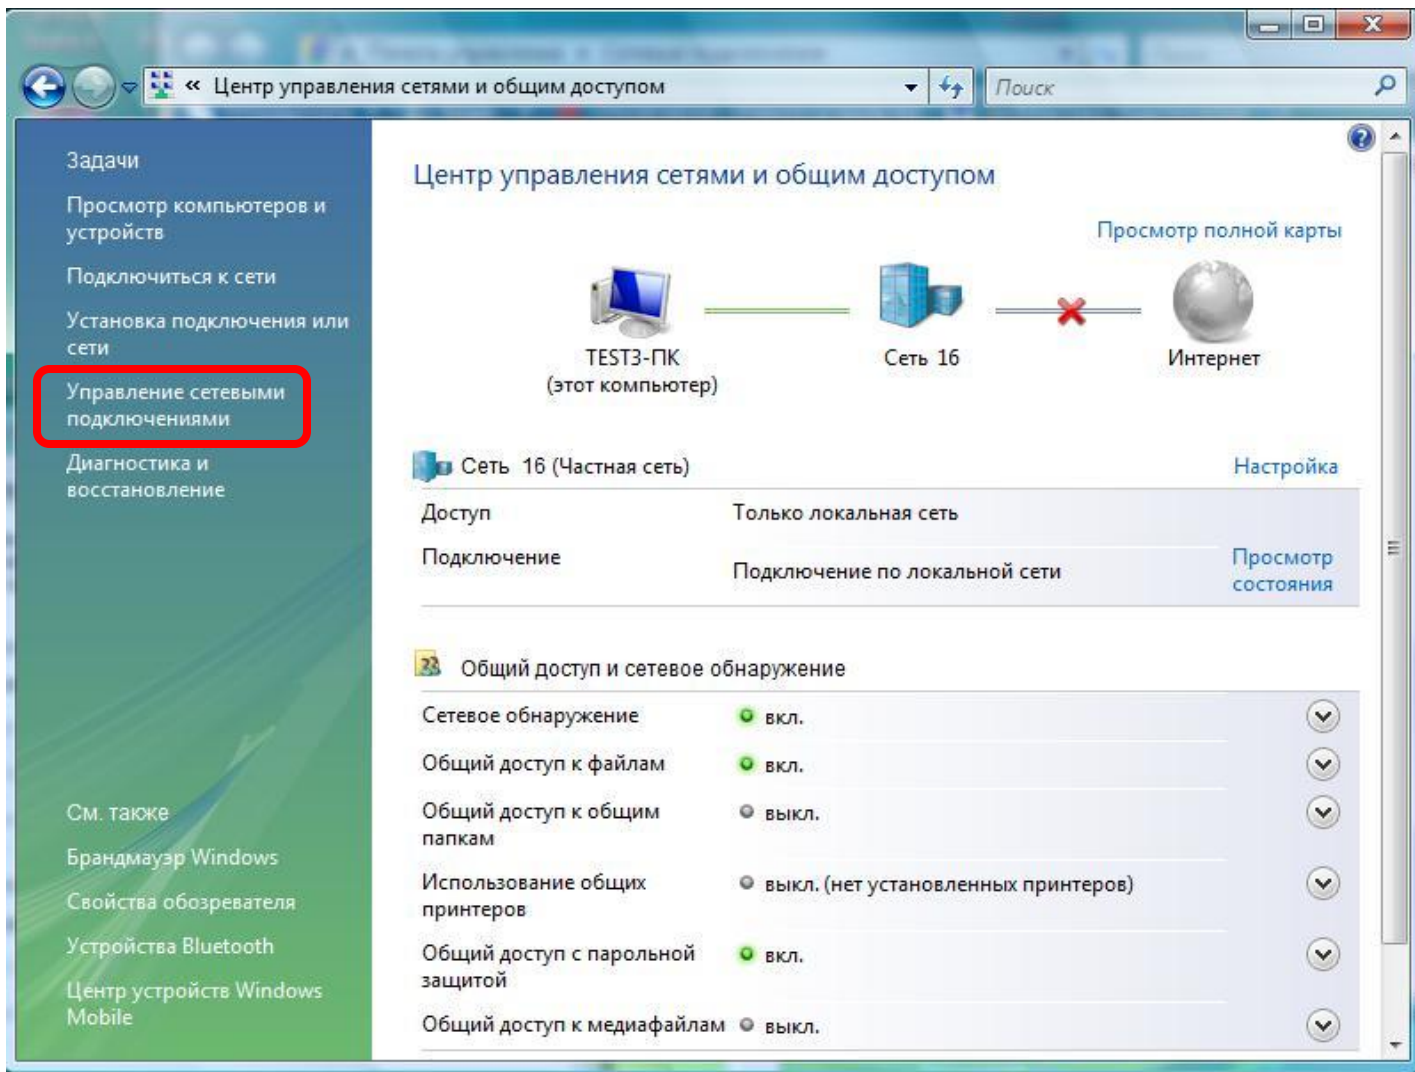 « Центр управления сетями и общим доступом
Поиск
Задачи
Просмотр компьютеров и
устройств
Подключиться к сети
Установка подключения или
сети
Управление сетевыми
подключениями
Диагностика и
восстановление
См. также
Брандмауэр Windows
Свойства обозревателя
Устройства Bluetooth
Центр устройств Windows
Mobile
Центр управления сетями и общим доступом
Просмотр полной карты
TEST3-ПК
(этот компьютер)
Сеть 16
Интернет
Сеть 16 (Частная сеть)
Настройка
Доступ
Только локальная сеть
Подключение
Подключение по локальной сети
Просмотр
состояния
Общий доступ и сетевое обнаружение
Сетевое обнаружение
вкл.
Общий доступ к файлам
вкл.
Общий доступ к общим
папкам
выкл.
Использование общих
принтеров
выкл. (нет установленных принтеров)
Общий доступ с парольной
защитой
вкл.
Общий доступ к медиафайлам
выкл.